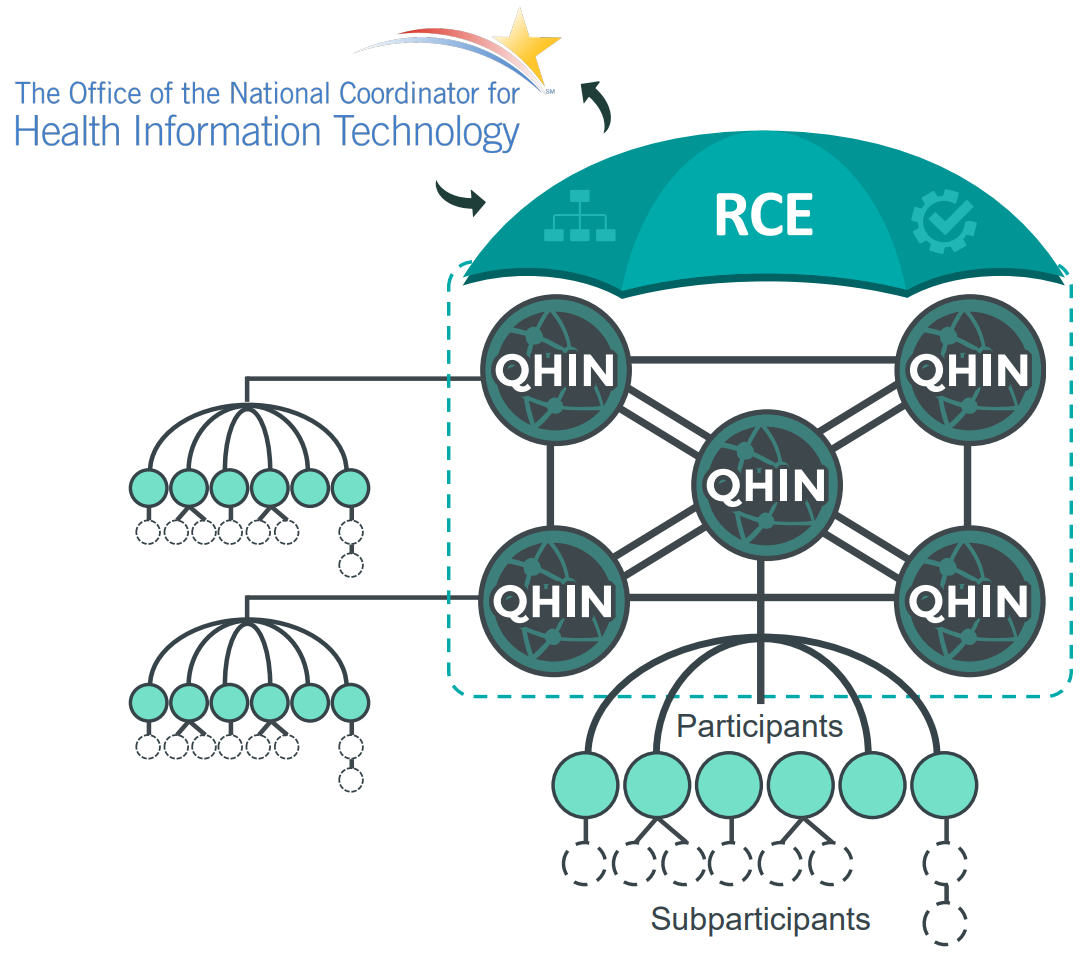 The Office of the National Coordinator for
Health Information Technology
SM
RCE
QHIN
QHIN
QHIN
QHIN
QHIN
Participants
Subparticipants